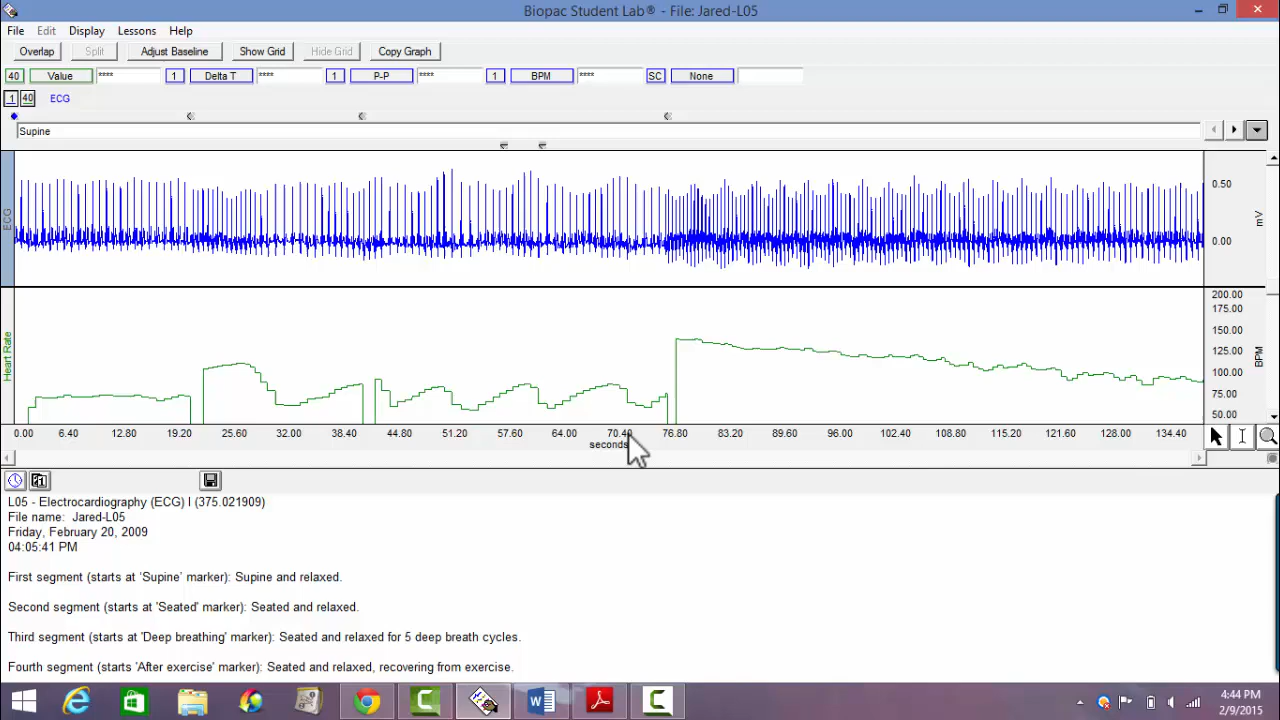 Biopac Student Lab® - File: Jared-L05
File Edit Display Lessons Help
Overlap Split Adjust Baseline Show Grid Hide Grid Copy Graph
40 Value **** 1 Delta T **** 1 P-P **** 1 BPM **** SC None
1 40 ECG
Supine
ECG
0.50
0.00
mV
Heart Rate
200.00
175.00
150.00
125.00
100.00
75.00
50.00
BPM
0.00 6.40 12.80 19.20 25.60 32.00 38.40 44.80 51.20 57.60 64.00 70.40 76.80 83.20 89.60 96.00 102.40 108.80 115.20 121.60 128.00 134.40
seconds
L05 - Electrocardiography (ECG) I (375.021909)
File name: Jared-L05
Friday, February 20, 2009
04:05:41 PM
First segment (starts at 'Supine' marker): Supine and relaxed.
Second segment (starts at 'Seated' marker): Seated and relaxed.
Third segment (starts at 'Deep breathing' marker): Seated and relaxed for 5 deep breath cycles.
Fourth segment (starts 'After exercise' marker): Seated and relaxed, recovering from exercise.
4:44 PM
2/9/2015